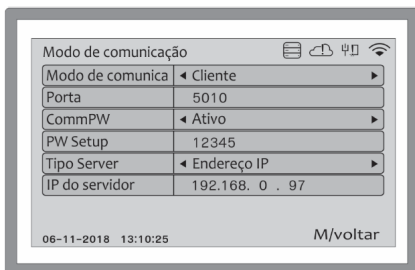 Modo de comunicação
Modo de comunica ◂ Cliente ▸
Porta 5010
CommPW ◂ Ativo ▸
PW Setup 12345
Tipo Server ◂ Endereço IP ▸
IP do servidor 192.168. 0 . 97
06-11-2018 13:10:25 M/voltar